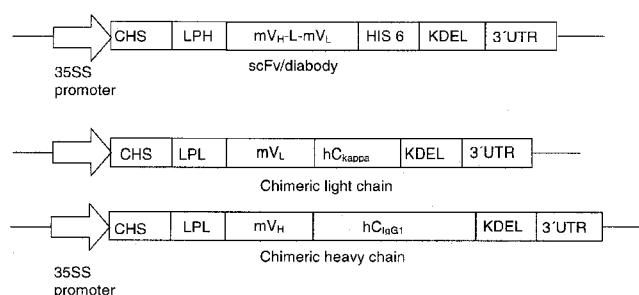 CHS LPH mVH-L-mVL HIS 6 KDEL 3´UTR
35SS
promoter
scFv/diabody
CHS LPL mVL hCkappa KDEL 3´UTR
Chimeric light chain
CHS LPL mVH hCIgG1 KDEL 3´UTR
35SS
promoter
Chimeric heavy chain